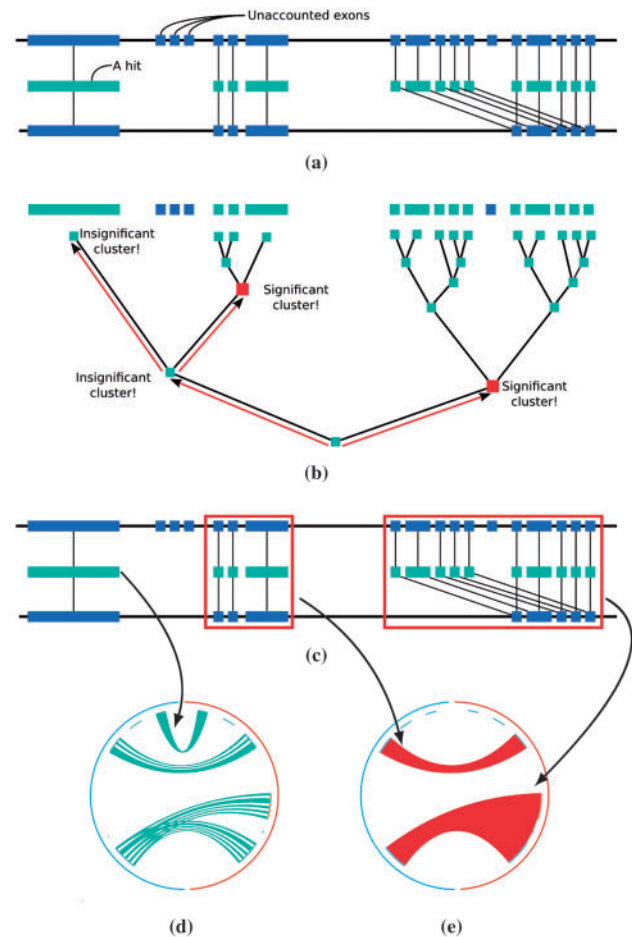 Unaccounted exons
A hit
(a)
Insignificant
cluster!
Significant
cluster!
Insignificant
cluster!
Significant
cluster!
(b)
(c)
(d)
(e)